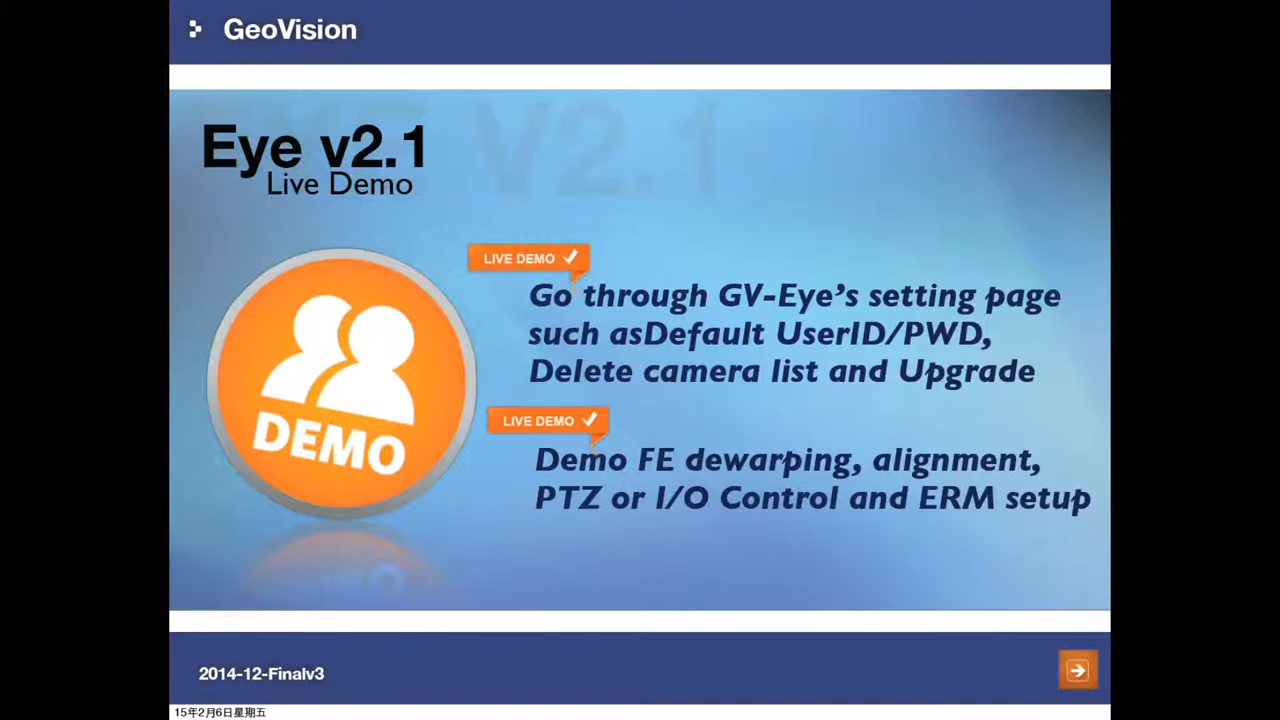 GeoVision
Eye v2.1
Live Demo
V2.1
LIVE DEMO
Go through GV-Eye's setting page
such asDefault UserID/PWD,
Delete camera list and Upgrade
DEMO
LIVE DEMO
Demo FE dewarping, alignment,
PTZ or I/O Control and ERM setup
2014-12-Finalv3
15年2月6日星期五